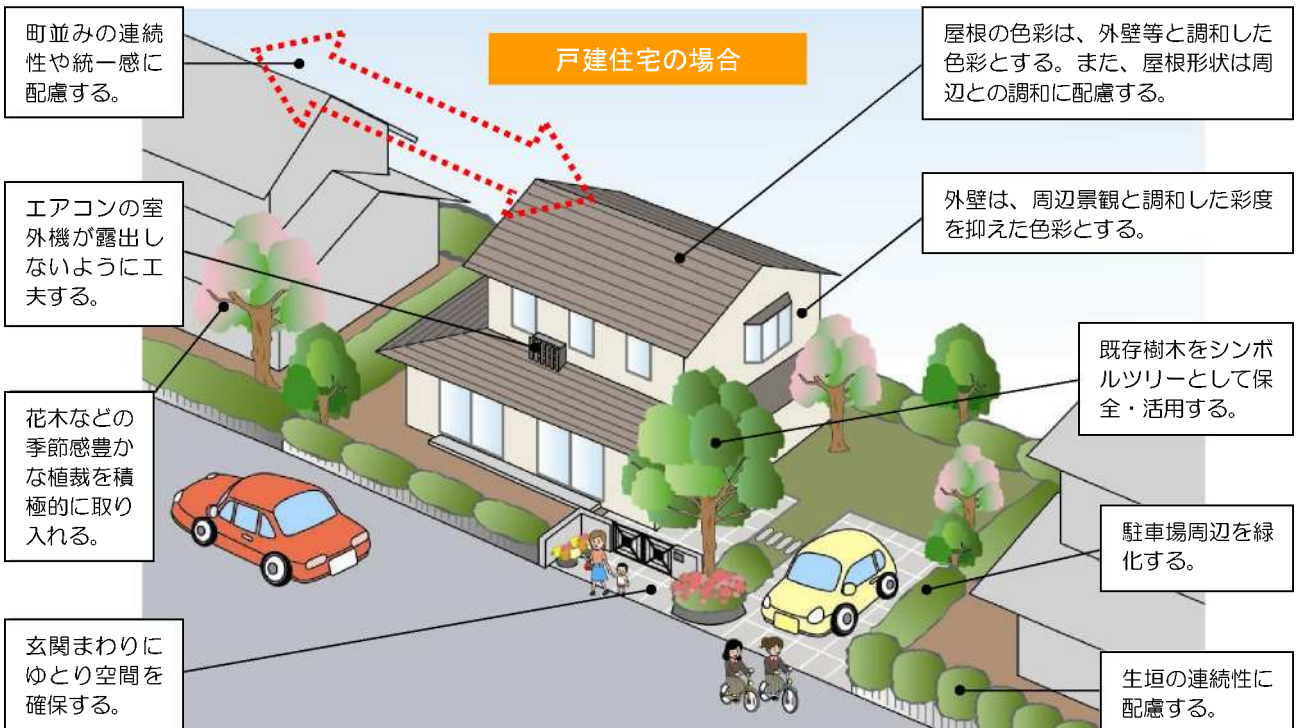 戸建住宅の場合
町並みの連続
性や統一感に
配慮する。
エアコンの室
外機が露出し
ないように工
夫する。
花木などの
季節感豊か
な植裁を積
極的に取り
入れる。
玄関まわりに
ゆとり空間を
確保する。
屋根の色彩は、外壁等と調和した
色彩とする。また、屋根形状は周
辺との調和に配慮する。
外壁は、周辺景観と調和した彩度
を抑えた色彩とする。
既存樹木をシンボ
ルツリーとして保
全・活用する。
駐車場周辺を緑
化する。
生垣の連続性に
配慮する。